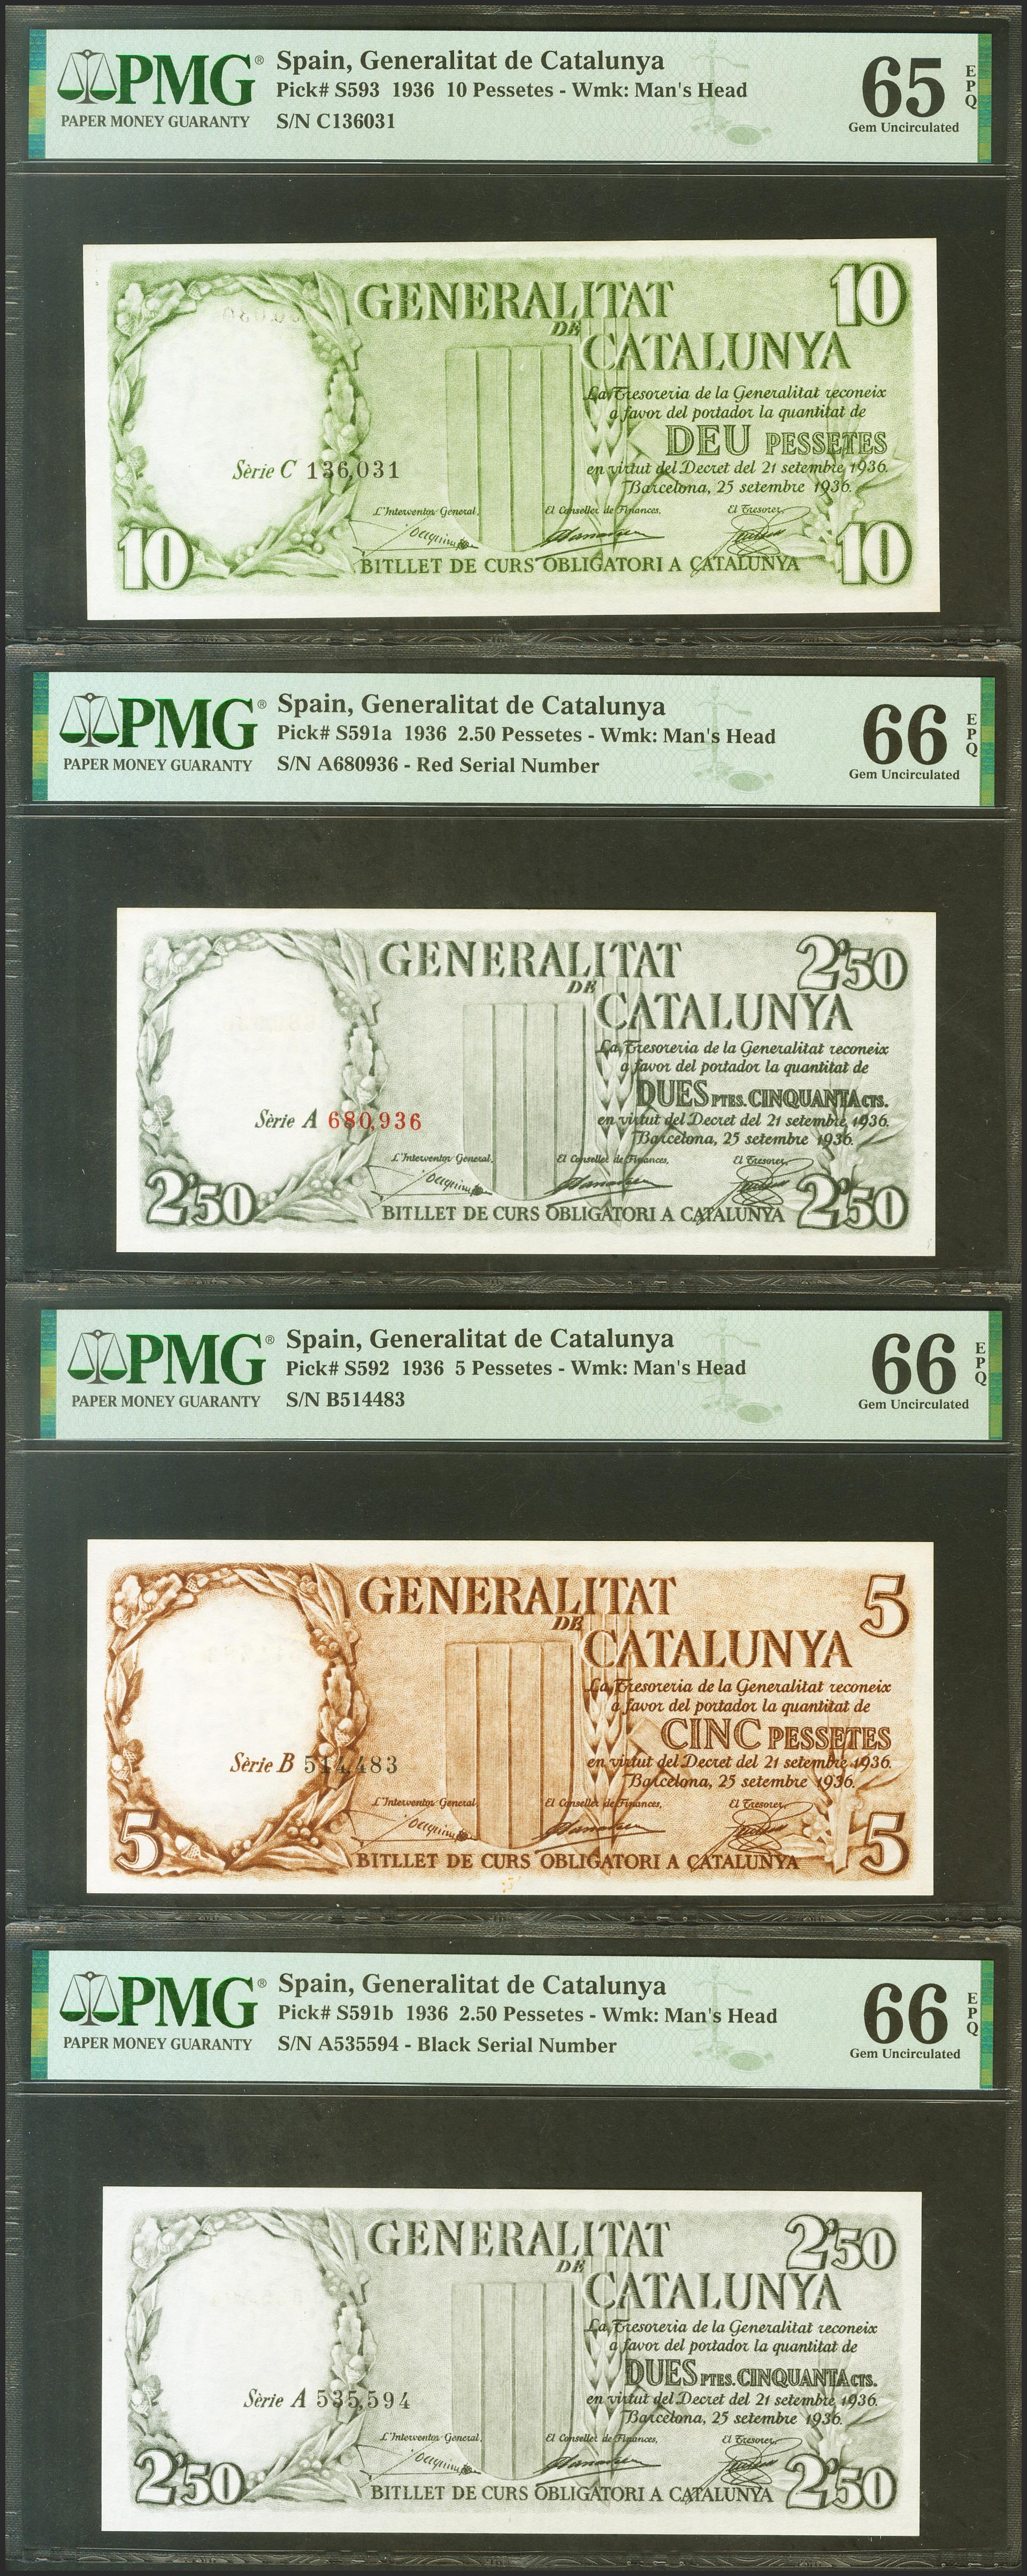 PMG®
PAPER MONEY GUARANTY
Spain, Generalitat de Catalunya
Pick# S593 1936 10 Pessetes - Wmk: Man's Head
S/N C136031
65 EPQ
Gem Uncirculated
GENERALITAT
DE
CATALUNYA
10
La Tresoreria de la Generalitat reconeix
a favor del portador la quantitat de
DEU PESSETES
en virtut del Decret del 21 setembre 1936.
Barcelona, 25 setembre 1936.
Sèrie C 136,031
L'Interventor General,
El Conseller de Finances,
El Tresorer,
10
BITLLET DE CURS OBLIGATORI A CATALUNYA
10
PMG®
PAPER MONEY GUARANTY
Spain, Generalitat de Catalunya
Pick# S591a 1936 2.50 Pessetes - Wmk: Man's Head
S/N A680936 - Red Serial Number
66 EPQ
Gem Uncirculated
GENERALITAT
DE
CATALUNYA
2'50
La Tresoreria de la Generalitat reconeix
a favor del portador la quantitat de
DUES PTES. CINQUANTA CTS.
en virtut del Decret del 21 setembre 1936.
Barcelona, 25 setembre 1936.
Sèrie A 680,936
L'Interventor General,
El Conseller de Finances,
El Tresorer,
2'50
BITLLET DE CURS OBLIGATORI A CATALUNYA
2'50
PMG®
PAPER MONEY GUARANTY
Spain, Generalitat de Catalunya
Pick# S592 1936 5 Pessetes - Wmk: Man's Head
S/N B514483
66 EPQ
Gem Uncirculated
GENERALITAT
DE
CATALUNYA
5
La Tresoreria de la Generalitat reconeix
a favor del portador la quantitat de
CINC PESSETES
en virtut del Decret del 21 setembre 1936.
Barcelona, 25 setembre 1936.
Sèrie B 514,483
L'Interventor General,
El Conseller de Finances,
El Tresorer,
5
BITLLET DE CURS OBLIGATORI A CATALUNYA
5
PMG®
PAPER MONEY GUARANTY
Spain, Generalitat de Catalunya
Pick# S591b 1936 2.50 Pessetes - Wmk: Man's Head
S/N A535594 - Black Serial Number
66 EPQ
Gem Uncirculated
GENERALITAT
DE
CATALUNYA
2'50
La Tresoreria de la Generalitat reconeix
a favor del portador la quantitat de
DUES PTES. CINQUANTA CTS.
en virtut del Decret del 21 setembre 1936.
Barcelona, 25 setembre 1936.
Sèrie A 535,594
L'Interventor General,
El Conseller de Finances,
El Tresorer,
2'50
BITLLET DE CURS OBLIGATORI A CATALUNYA
2'50